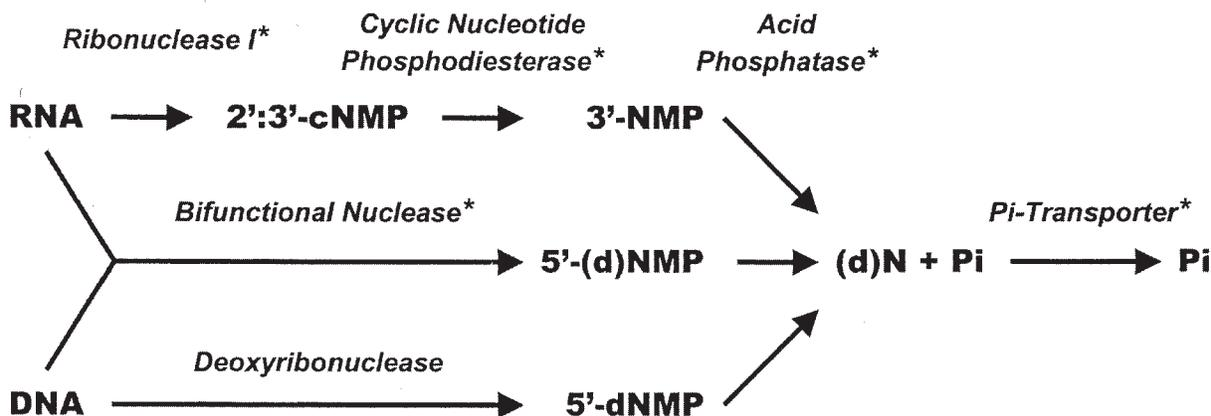 Ribonuclease I*
Cyclic Nucleotide
Phosphodiesterase*
Acid
Phosphatase*
RNA
2':3'-cNMP
3'-NMP
Bifunctional Nuclease*
Pi-Transporter*
5'-(d)NMP
(d)N + Pi
Pi
Deoxyribonuclease
DNA
5'-dNMP